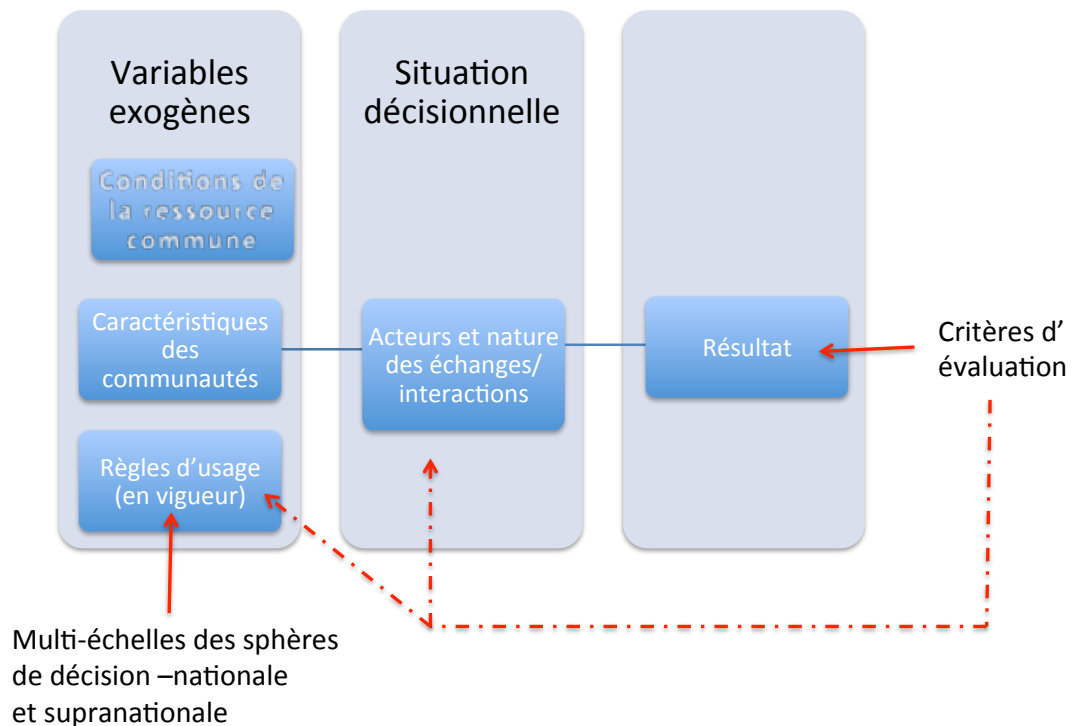 Variables
exogènes
Conditions de
la ressource
commune
Caractéristiques
des
communautés
Règles d’usage
(en vigueur)
Situation
décisionnelle
Acteurs et nature
des échanges/
interactions
Résultat
Critères d’
évaluation
Multi-échelles des sphères
de décision –nationale
et supranationale